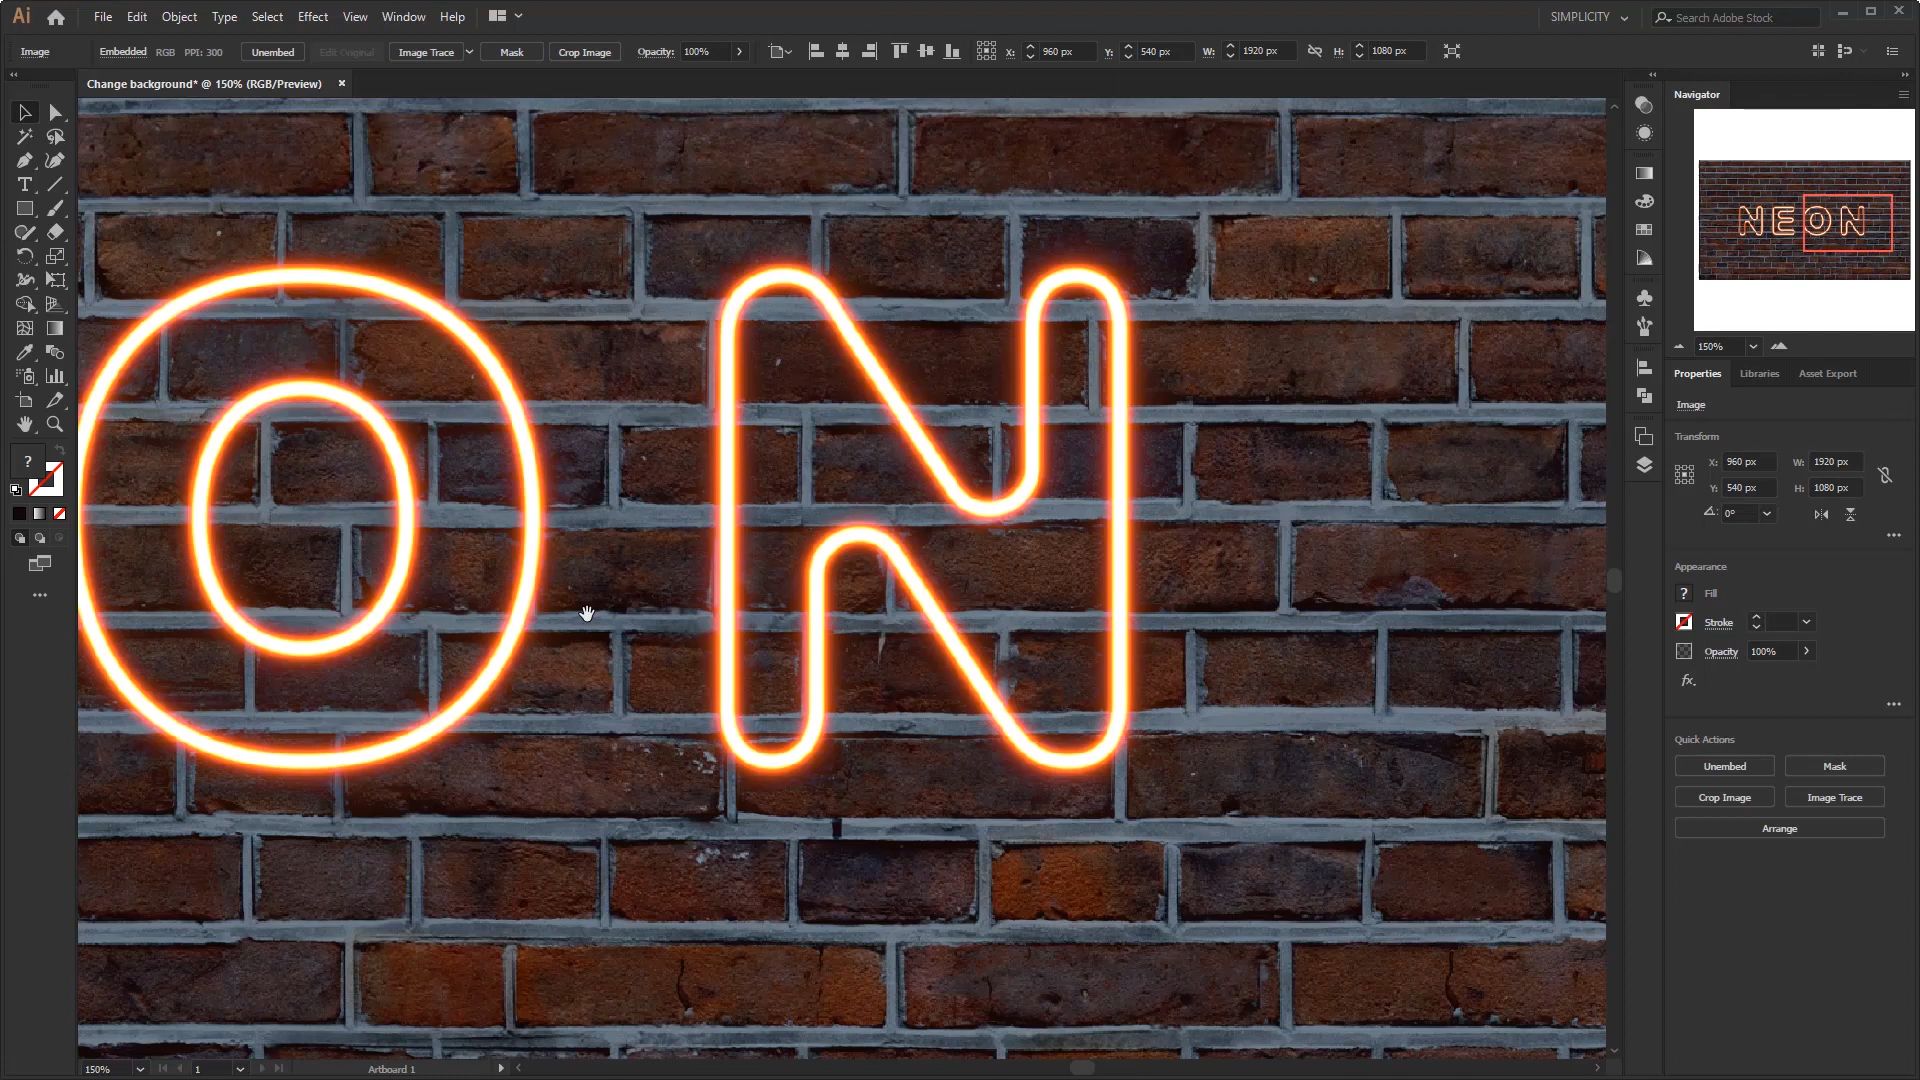 Ai File Edit Object Type Select Effect View Window Help SIMPLICITY Search Adobe Stock
Image Embedded RGB PPI: 300 Unembed Edit Original Image Trace Mask Crop Image Opacity: 100% X: 960 px Y: 540 px W: 1920 px H: 1080 px
Change background* @ 150% (RGB/Preview) ×
Navigator
NEON
150%
Properties Libraries Asset Export
Image
Transform
X: 960 px W: 1920 px
Y: 540 px H: 1080 px
0°
Appearance
? Fill
Stroke
Opacity 100%
fx.
Quick Actions
Unembed Mask
Crop Image Image Trace
Arrange
?
ON
150% 1 Artboard 1